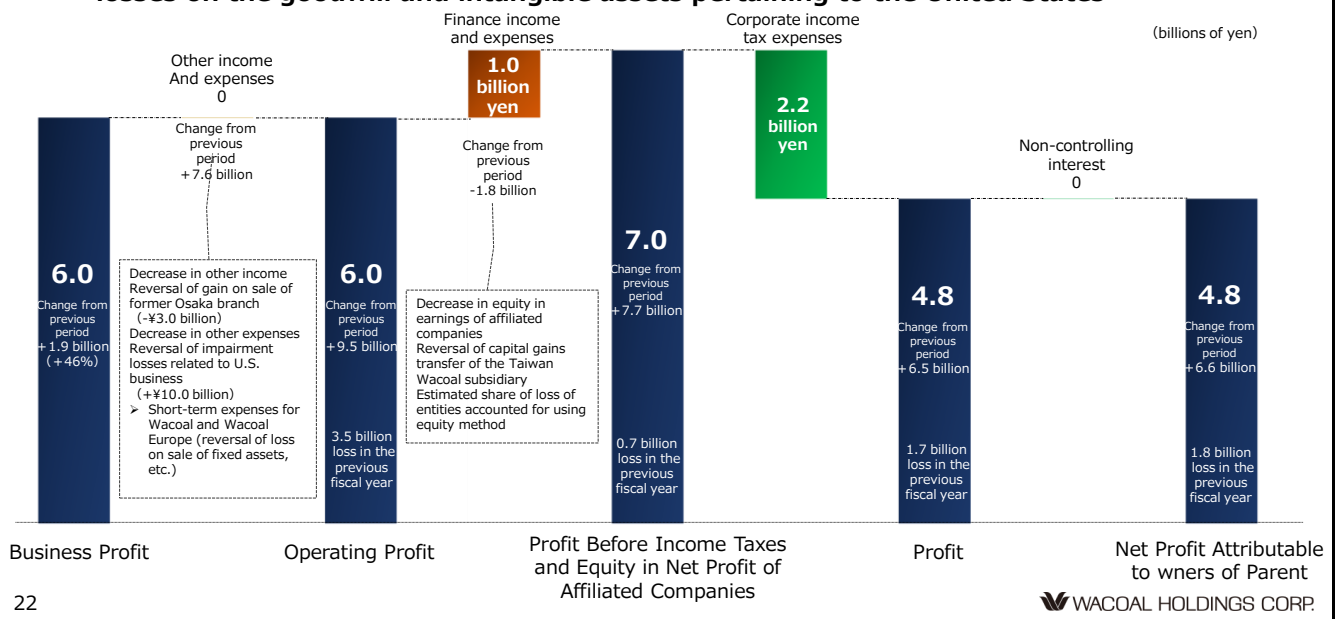 losses on the goodwill and intangible assets pertaining to the United States
(billions of yen)
Other income
And expenses
0
Finance income
and expenses
Corporate income
tax expenses
1.0
billion
yen
2.2
billion
yen
Non-controlling
interest
0
Change from
previous
period
+7.6 billion
Change from
previous
period
-1.8 billion
6.0
Change from
previous
period
+1.9 billion
(+46%)
Decrease in other income
Reversal of gain on sale of
former Osaka branch
(-¥3.0 billion)
Decrease in other expenses
Reversal of impairment
losses related to U.S.
business
(+¥10.0 billion)
➢ Short-term expenses for
Wacoal and Wacoal
Europe (reversal of loss
on sale of fixed assets,
etc.)
6.0
Change from
previous
period
+9.5 billion
3.5 billion
loss in the
previous
fiscal year
Decrease in equity in
earnings of affiliated
companies
Reversal of capital gains
transfer of the Taiwan
Wacoal subsidiary
Estimated share of loss of
entities accounted for using
equity method
7.0
Change from
previous
period
+7.7 billion
0.7 billion
loss in the
previous
fiscal year
4.8
Change from
previous
period
+6.5 billion
1.7 billion
loss in the
previous
fiscal year
4.8
Change from
previous
period
+6.6 billion
1.8 billion
loss in the
previous
fiscal year
Business Profit
Operating Profit
Profit Before Income Taxes
and Equity in Net Profit of
Affiliated Companies
Profit
Net Profit Attributable
to wners of Parent
22
WACOAL HOLDINGS CORP.